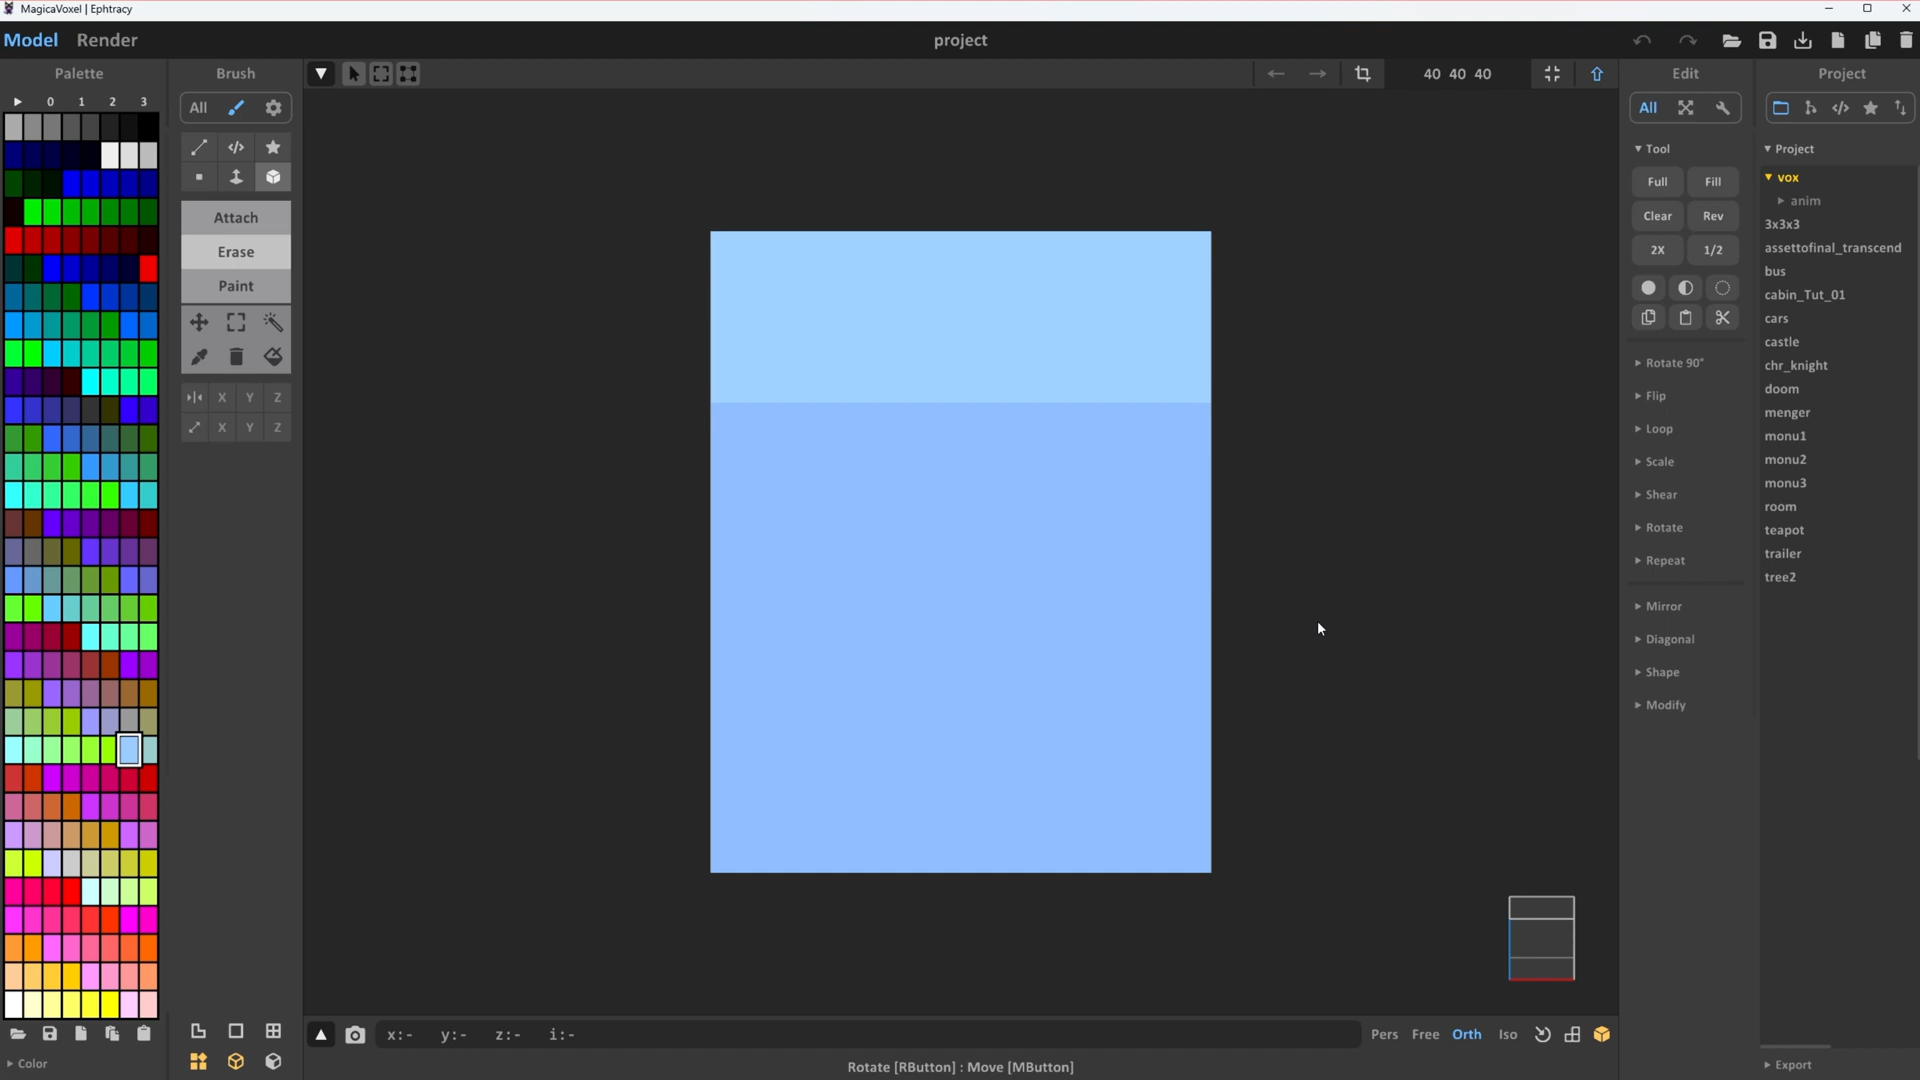 MagicaVoxel | Ephtracy
Model Render project
Palette Brush 40 40 40 Edit Project
0 1 2 3
All All
Tool
Project
Full Fill
vox
anim
Clear Rev
3x3x3
Attach
assettofinal_transcend
2X 1/2
Erase
bus
Paint
cabin_Tut_01
cars
castle
Rotate 90°
chr_knight
doom
X Y Z
Flip
menger
X Y Z
Loop
monu1
Scale
monu2
monu3
Shear
room
Rotate
teapot
trailer
Repeat
tree2
Mirror
Diagonal
Shape
Modify
x:- y:- z:- i:- Pers Free Orth Iso
Color Rotate [RButton] : Move [MButton] Export